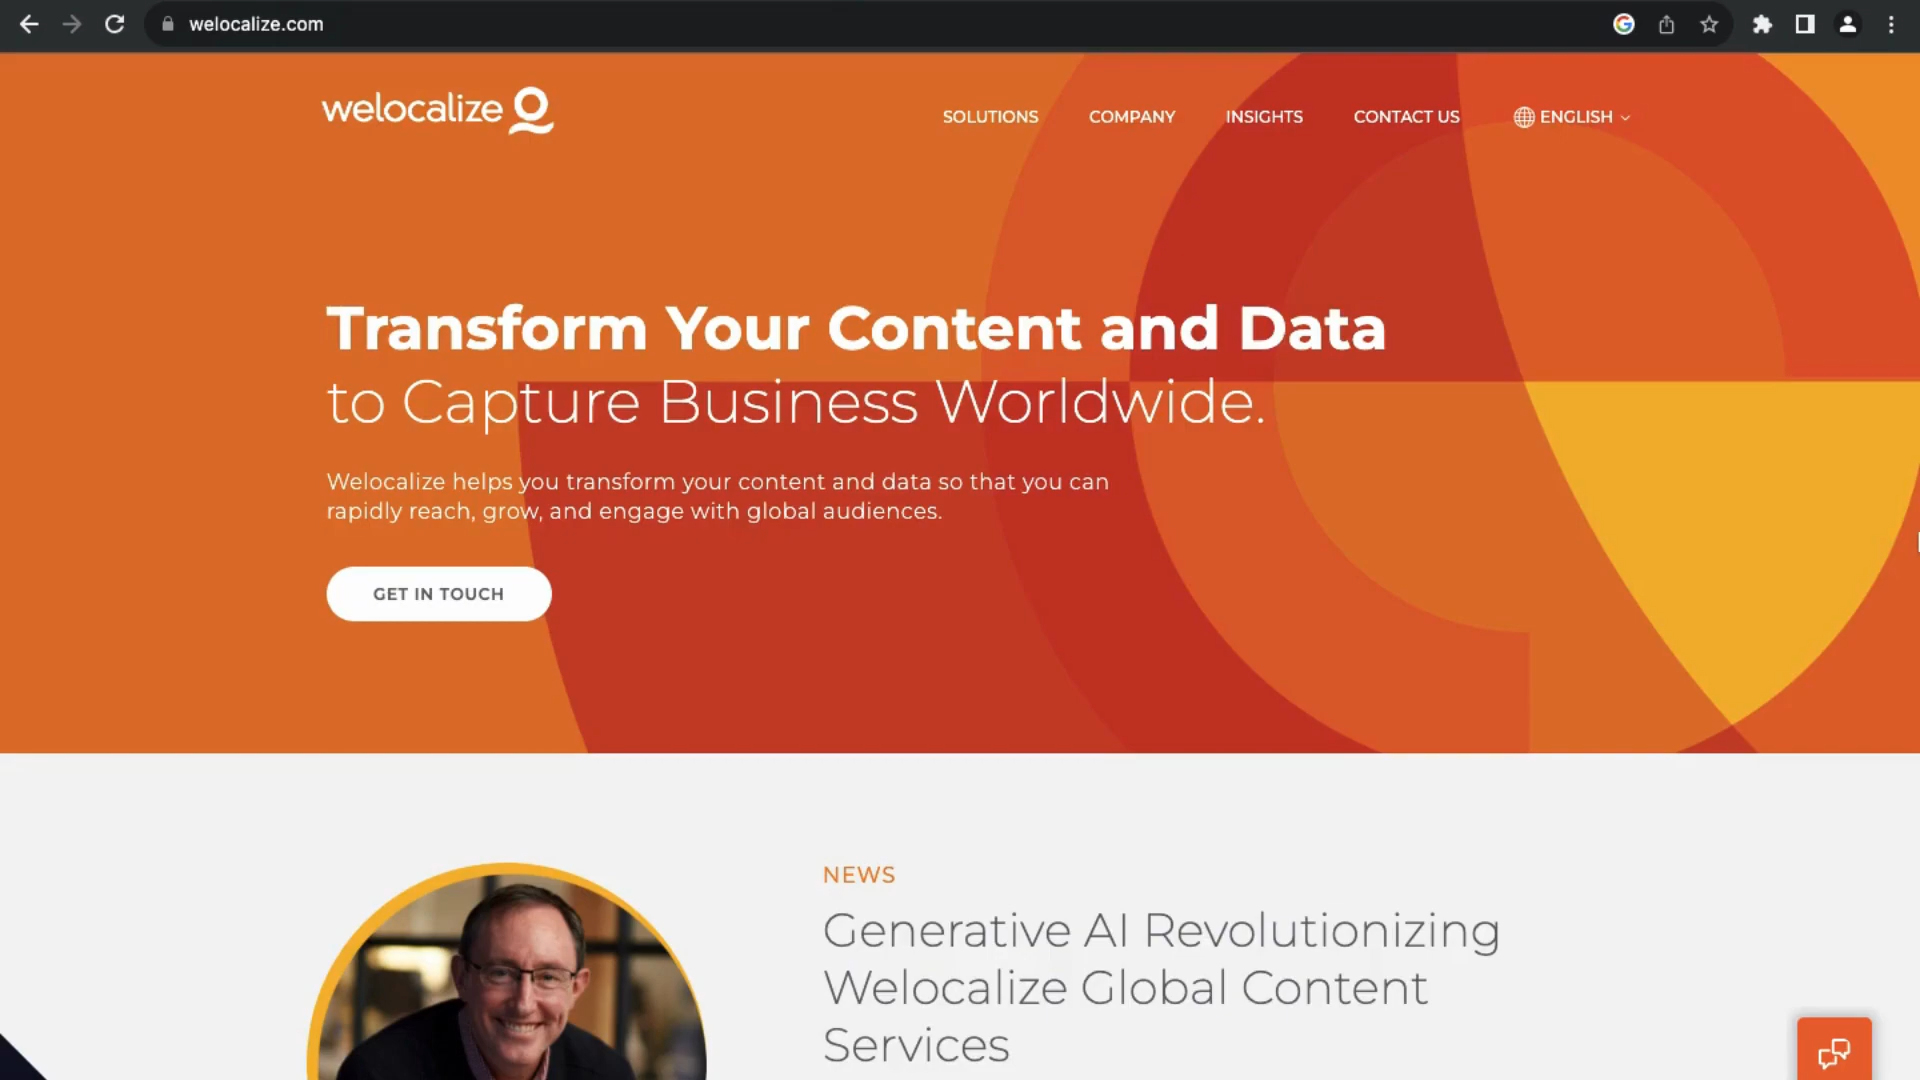 welocalize.com
welocalize
SOLUTIONS COMPANY INSIGHTS CONTACT US ENGLISH
Transform Your Content and Data
to Capture Business Worldwide.
Welocalize helps you transform your content and data so that you can
rapidly reach, grow, and engage with global audiences.
GET IN TOUCH
NEWS
Generative AI Revolutionizing
Welocalize Global Content
Services